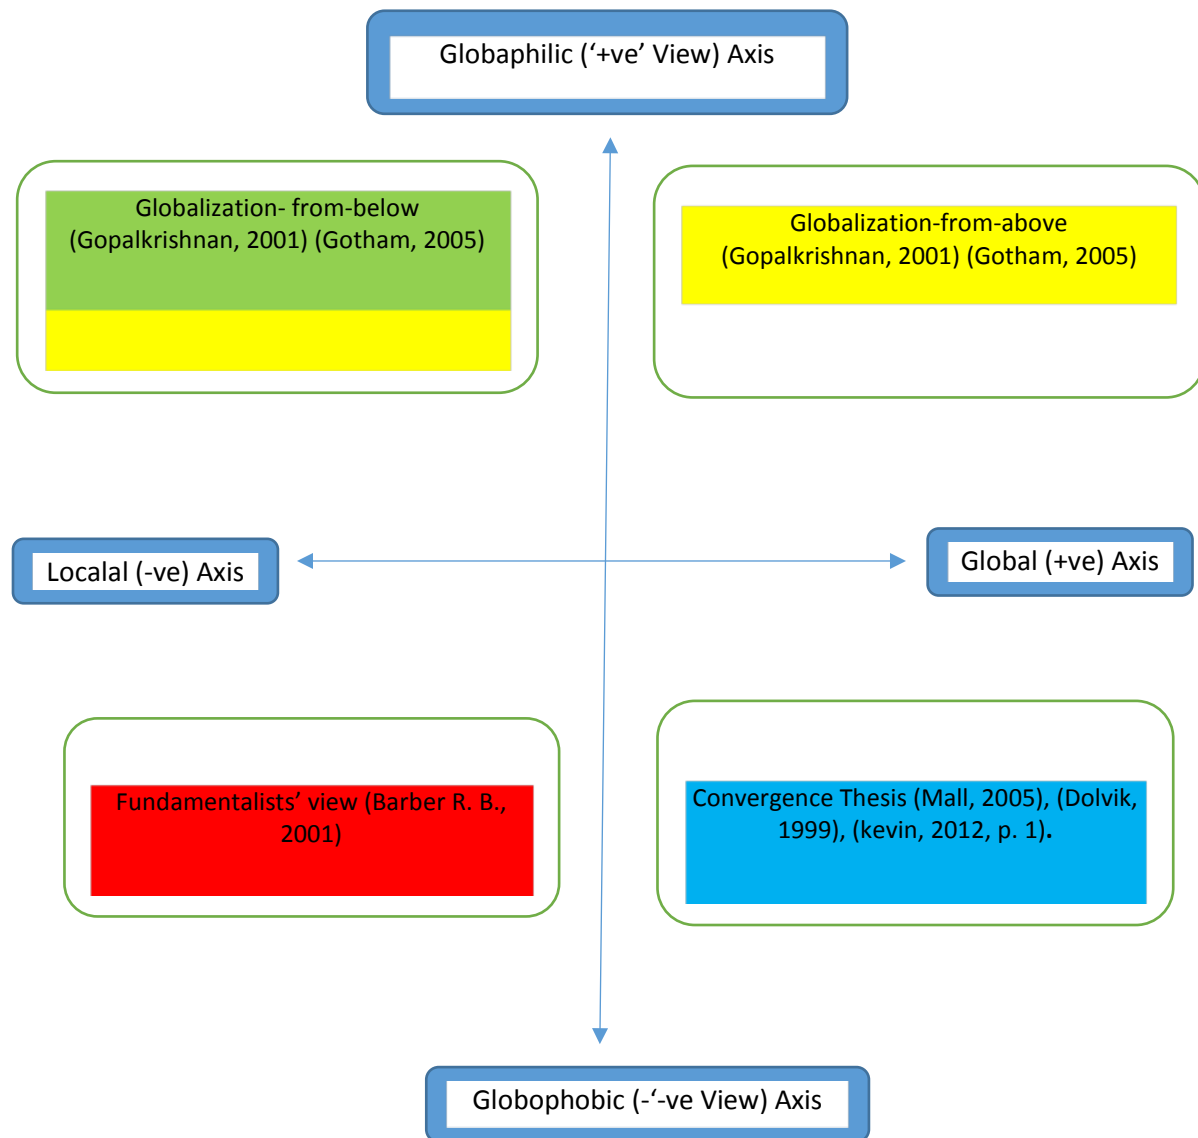 Globaphilic (‘+ve’ View) Axis
Globalization- from-below
(Gopalkrishnan, 2001) (Gotham, 2005)
Globalization-from-above
(Gopalkrishnan, 2001) (Gotham, 2005)
Localal (-ve) Axis
Global (+ve) Axis
Fundamentalists’ view (Barber R. B.,
2001)
Convergence Thesis (Mall, 2005), (Dolvik,
1999), (kevin, 2012, p. 1).
Globophobic (-‘-ve View) Axis